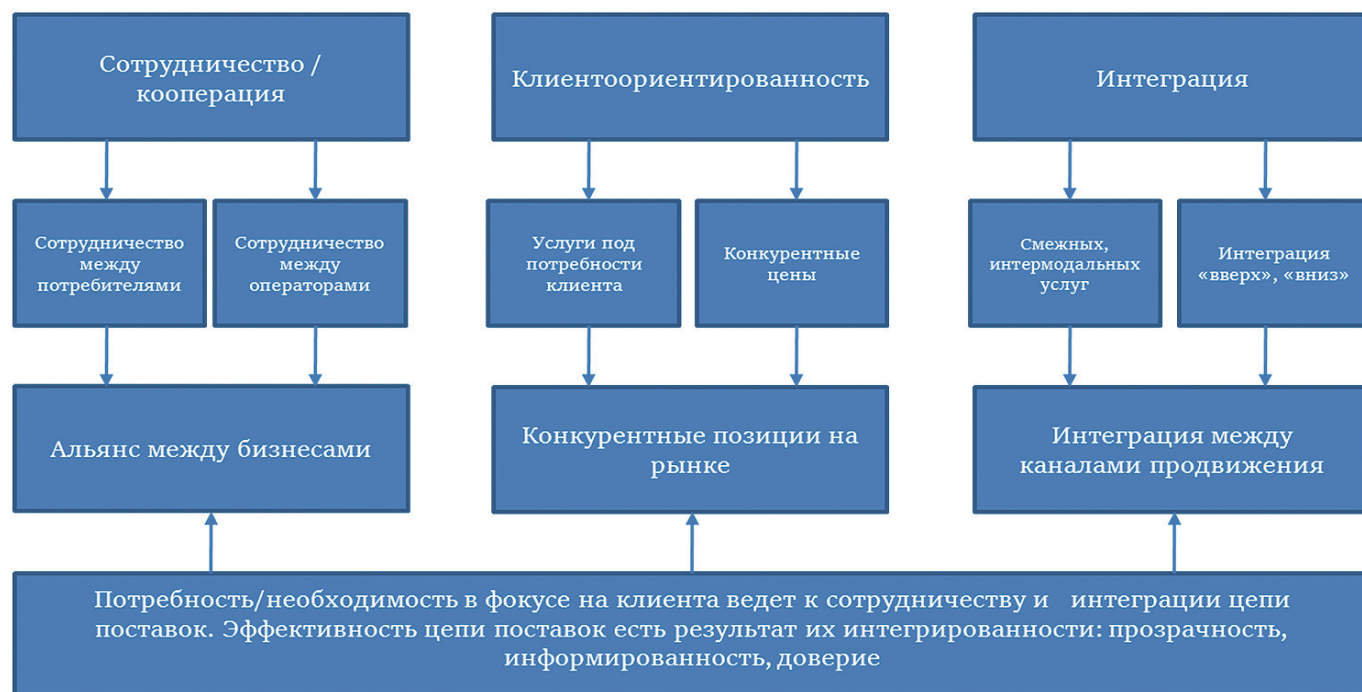 Сотрудничество /
кооперация
Клиентоориентированность
Интеграция
Сотрудничество
между
потребителями
Сотрудничество
между
операторами
Услуги под
потребности
клиента
Конкурентные
цены
Смежных,
интермодальных
услуг
Интеграция
«вверх», «вниз»
Альянс между бизнесами
Конкурентные позиции на
рынке
Интеграция между
каналами продвижения
Потребность/необходимость в фокусе на клиента ведет к сотрудничеству и интеграции цепи
поставок. Эффективность цепи поставок есть результат их интегрированности: прозрачность,
информированность, доверие